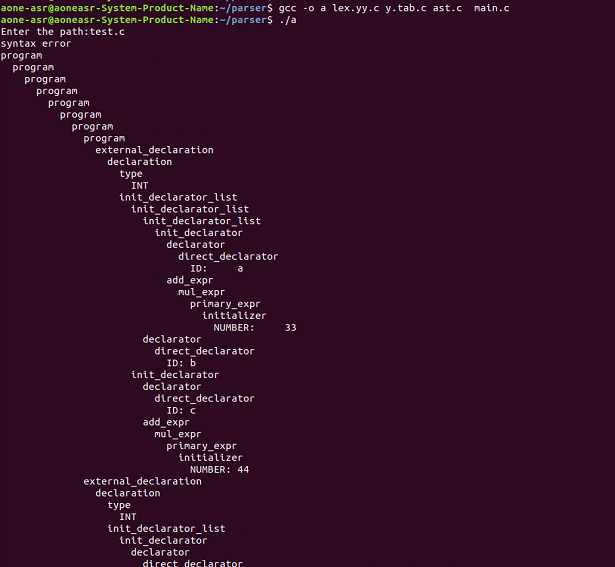 aone-asr@aoneasr-System-Product-Name:~/parser$ gcc -o a lex.yy.c y.tab.c ast.c  main.c
aone-asr@aoneasr-System-Product-Name:~/parser$ ./a
Enter the path:test.c
syntax error
program
  program
    program
      program
        program
          program
            program
              program
                external_declaration
                  declaration
                    type
                      INT
                    init_declarator_list
                      init_declarator_list
                        init_declarator_list
                          init_declarator
                            declarator
                              direct_declarator
                                ID:     a
                            add_expr
                              mul_expr
                                primary_expr
                                  initializer
                                    NUMBER:     33
                        declarator
                          direct_declarator
                            ID: b
                      init_declarator
                        declarator
                          direct_declarator
                            ID: c
                        add_expr
                          mul_expr
                            primary_expr
                              initializer
                                NUMBER: 44
              external_declaration
                declaration
                  type
                    INT
                  init_declarator_list
                    init_declarator
                      declarator
                        direct_declarator